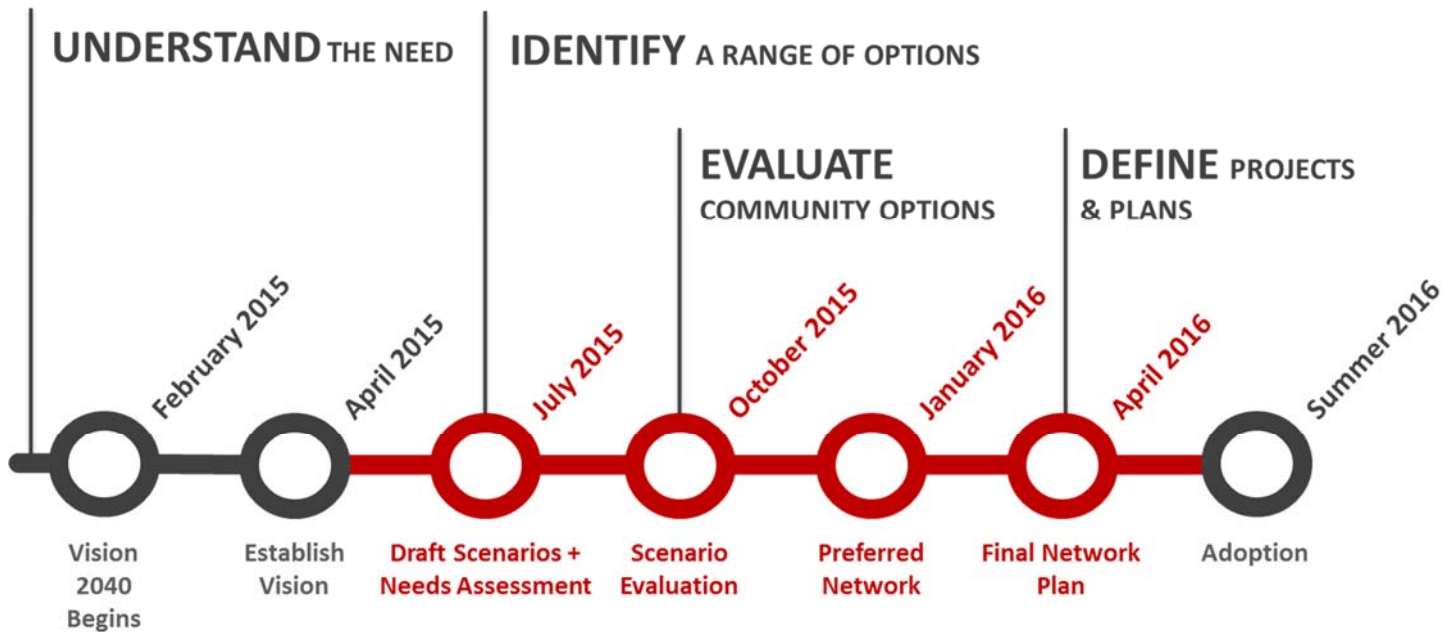 UNDERSTAND THE NEED
IDENTIFY A RANGE OF OPTIONS
EVALUATE
COMMUNITY OPTIONS
DEFINE PROJECTS
& PLANS
February 2015
April 2015
July 2015
October 2015
January 2016
April 2016
Summer 2016
Vision
2040
Begins
Establish
Vision
Draft Scenarios +
Needs Assessment
Scenario
Evaluation
Preferred
Network
Final Network
Plan
Adoption